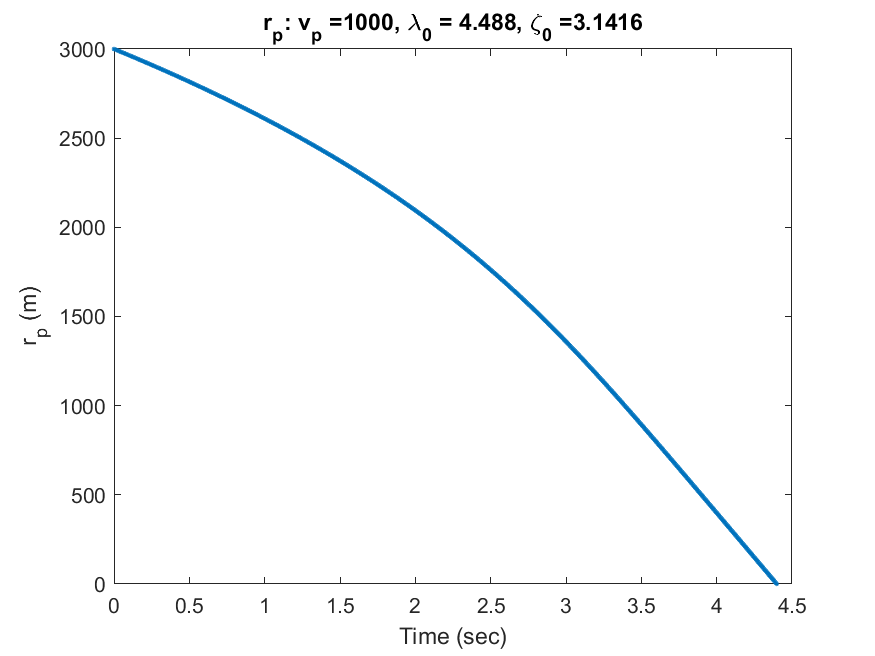 r_p: v_p =1000, λ_0 = 4.488, ζ_0 =3.1416
3000
2500
2000
1500
1000
500
0
r_p (m)
0 0.5 1 1.5 2 2.5 3 3.5 4 4.5
Time (sec)